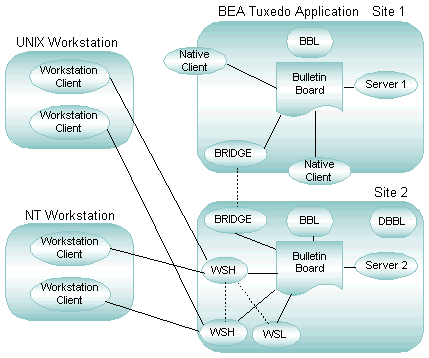 BEA Tuxedo Application Site 1
UNIX Workstation
BBL
Native
Client
Workstation
Client
Bulletin
Board
Server 1
Workstation
Client
BRIDGE
Native
Client
Site 2
NT Workstation
BRIDGE
BBL
DBBL
Workstation
Client
Bulletin
Board
WSH
Server 2
Workstation
Client
WSH
WSL